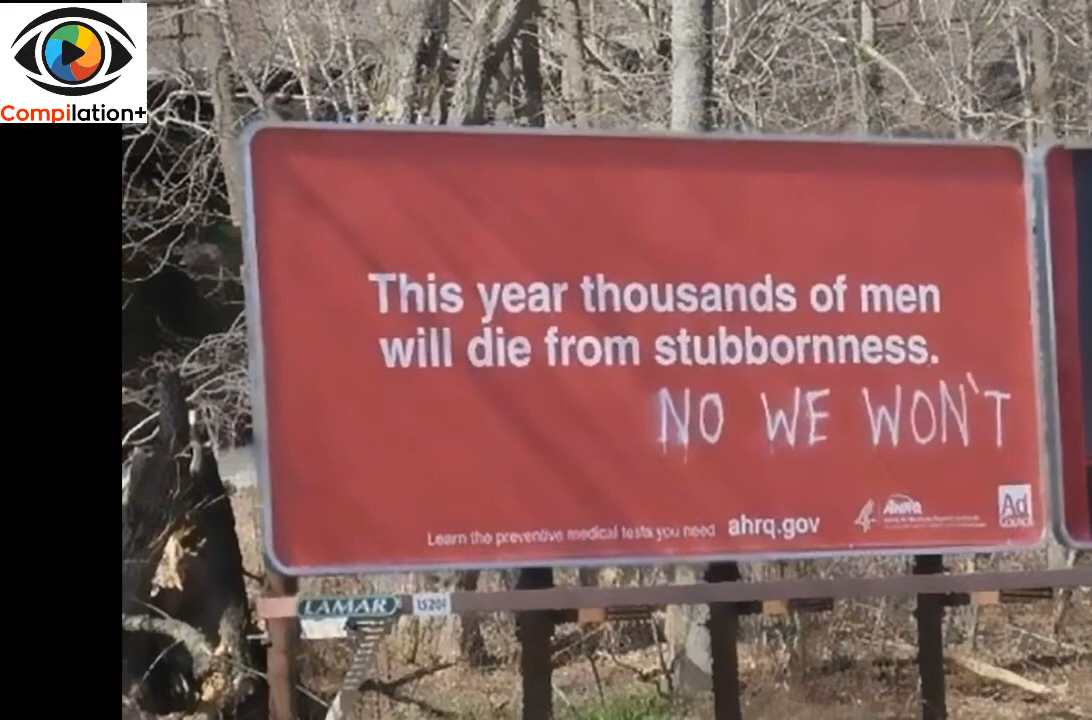 Compilation+
This year thousands of men
will die from stubbornness.
NO WE WON'T
Learn the preventive medical tests you need ahrq.gov
AHRQ
Ad
COUNCIL
LAMAR